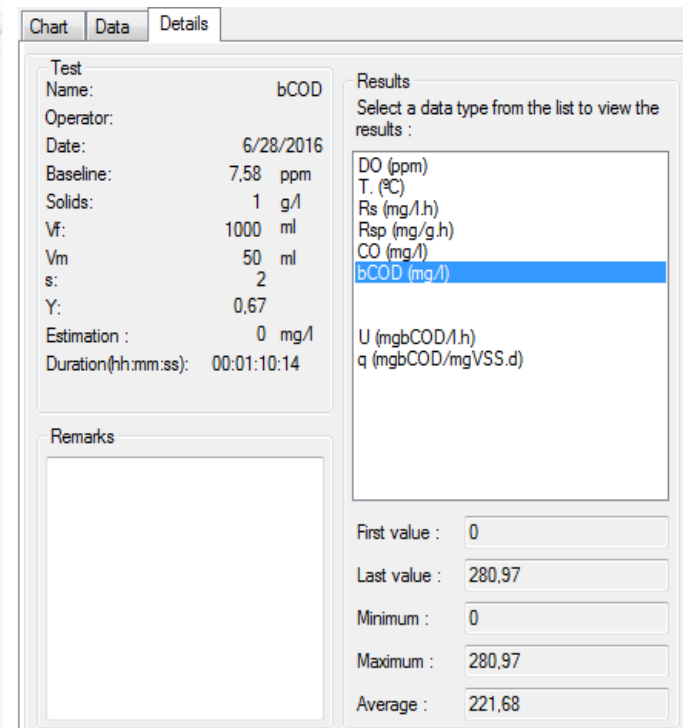 Chart Data Details
Test
Name: bCOD
Operator:
Date: 6/28/2016
Baseline: 7,58 ppm
Solids: 1 g/l
Vf: 1000 ml
Vm 50 ml
s: 2
Y: 0,67
Estimation : 0 mg/l
Duration(hh:mm:ss): 00:01:10:14
Remarks
Results
Select a data type from the list to view the
results :
DO (ppm)
T. (ºC)
Rs (mg/l.h)
Rsp (mg/g.h)
CO (mg/l)
bCOD (mg/l)
U (mgbCOD/l.h)
q (mgbCOD/mgVSS.d)
First value : 0
Last value : 280,97
Minimum : 0
Maximum : 280,97
Average : 221,68